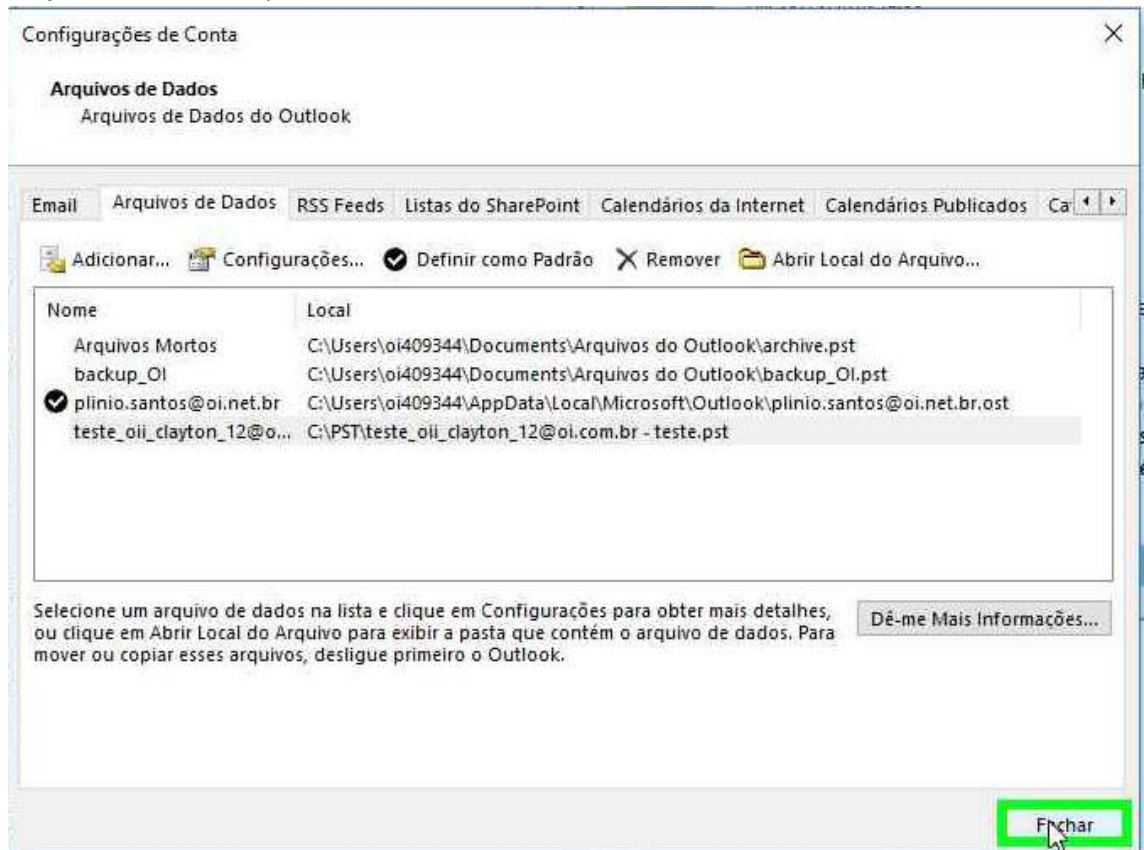 Configurações de Conta
Arquivos de Dados
Arquivos de Dados do Outlook
Email Arquivos de Dados RSS Feeds Listas do SharePoint Calendários da Internet Calendários Publicados Ca
Adicionar... Configurações... Definir como Padrão Remover Abrir Local do Arquivo...
Nome Local
Arquivos Mortos C:\Users\oi409344\Documents\Arquivos do Outlook\archive.pst
backup_OI C:\Users\oi409344\Documents\Arquivos do Outlook\backup_OI.pst
plinio.santos@oi.net.br C:\Users\oi409344\AppData\Local\Microsoft\Outlook\plinio.santos@oi.net.br.ost
teste_oii_clayton_12@o... C:\PST\teste_oii_clayton_12@oi.com.br - teste.pst
Selecione um arquivo de dados na lista e clique em Configurações para obter mais detalhes,
ou clique em Abrir Local do Arquivo para exibir a pasta que contém o arquivo de dados. Para
mover ou copiar esses arquivos, desligue primeiro o Outlook.
Dê-me Mais Informações...
Fechar